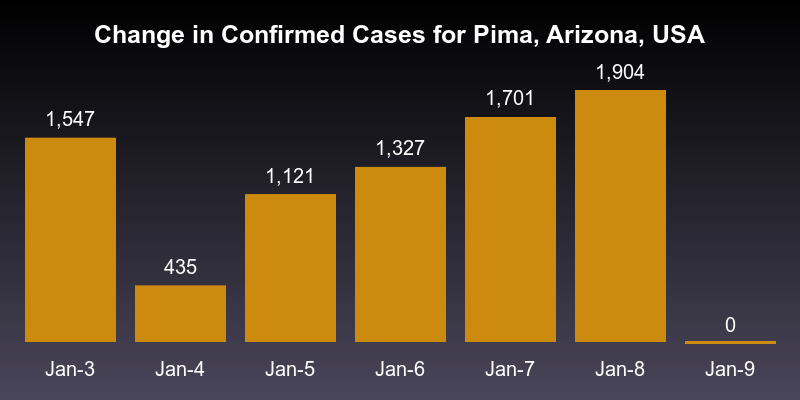 Change in Confirmed Cases for Pima, Arizona, USA
1,547
435
1,121
1,327
1,701
1,904
0
Jan-3
Jan-4
Jan-5
Jan-6
Jan-7
Jan-8
Jan-9